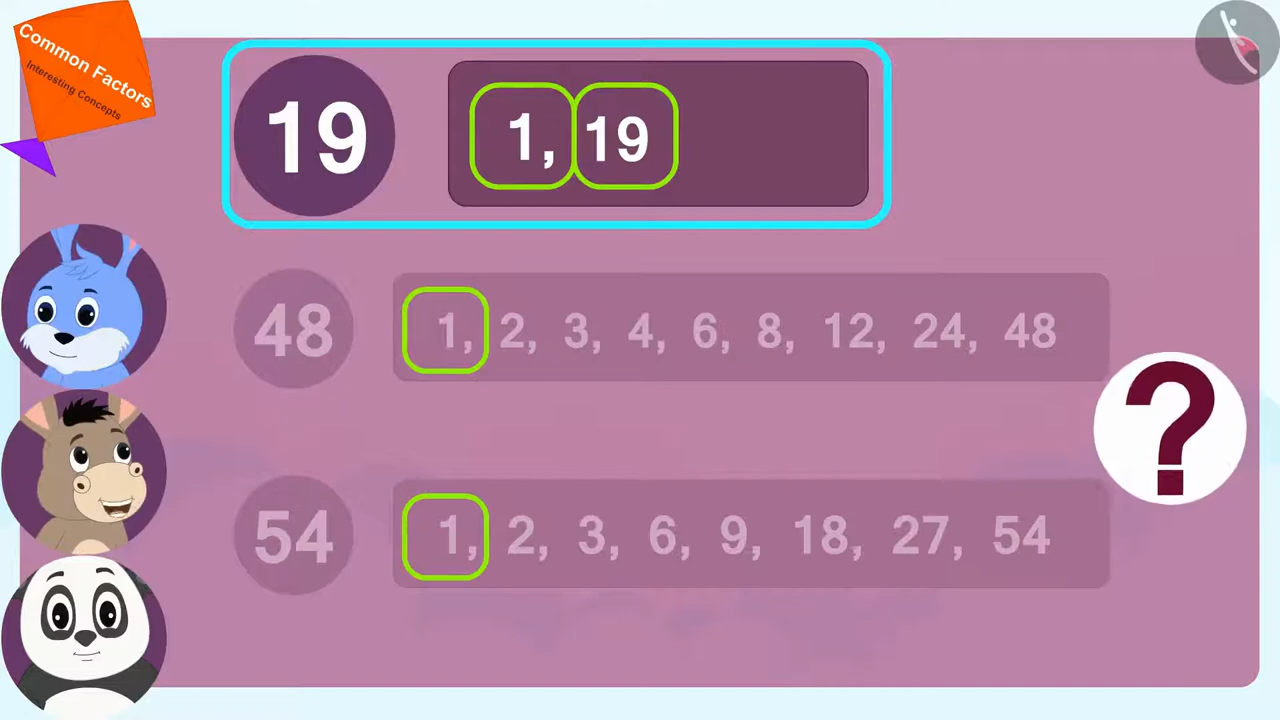 Common Factors
Interesting Concepts
19 1, 19
48 1, 2, 3, 4, 6, 8, 12, 24, 48
?
54 1, 2, 3, 6, 9, 18, 27, 54